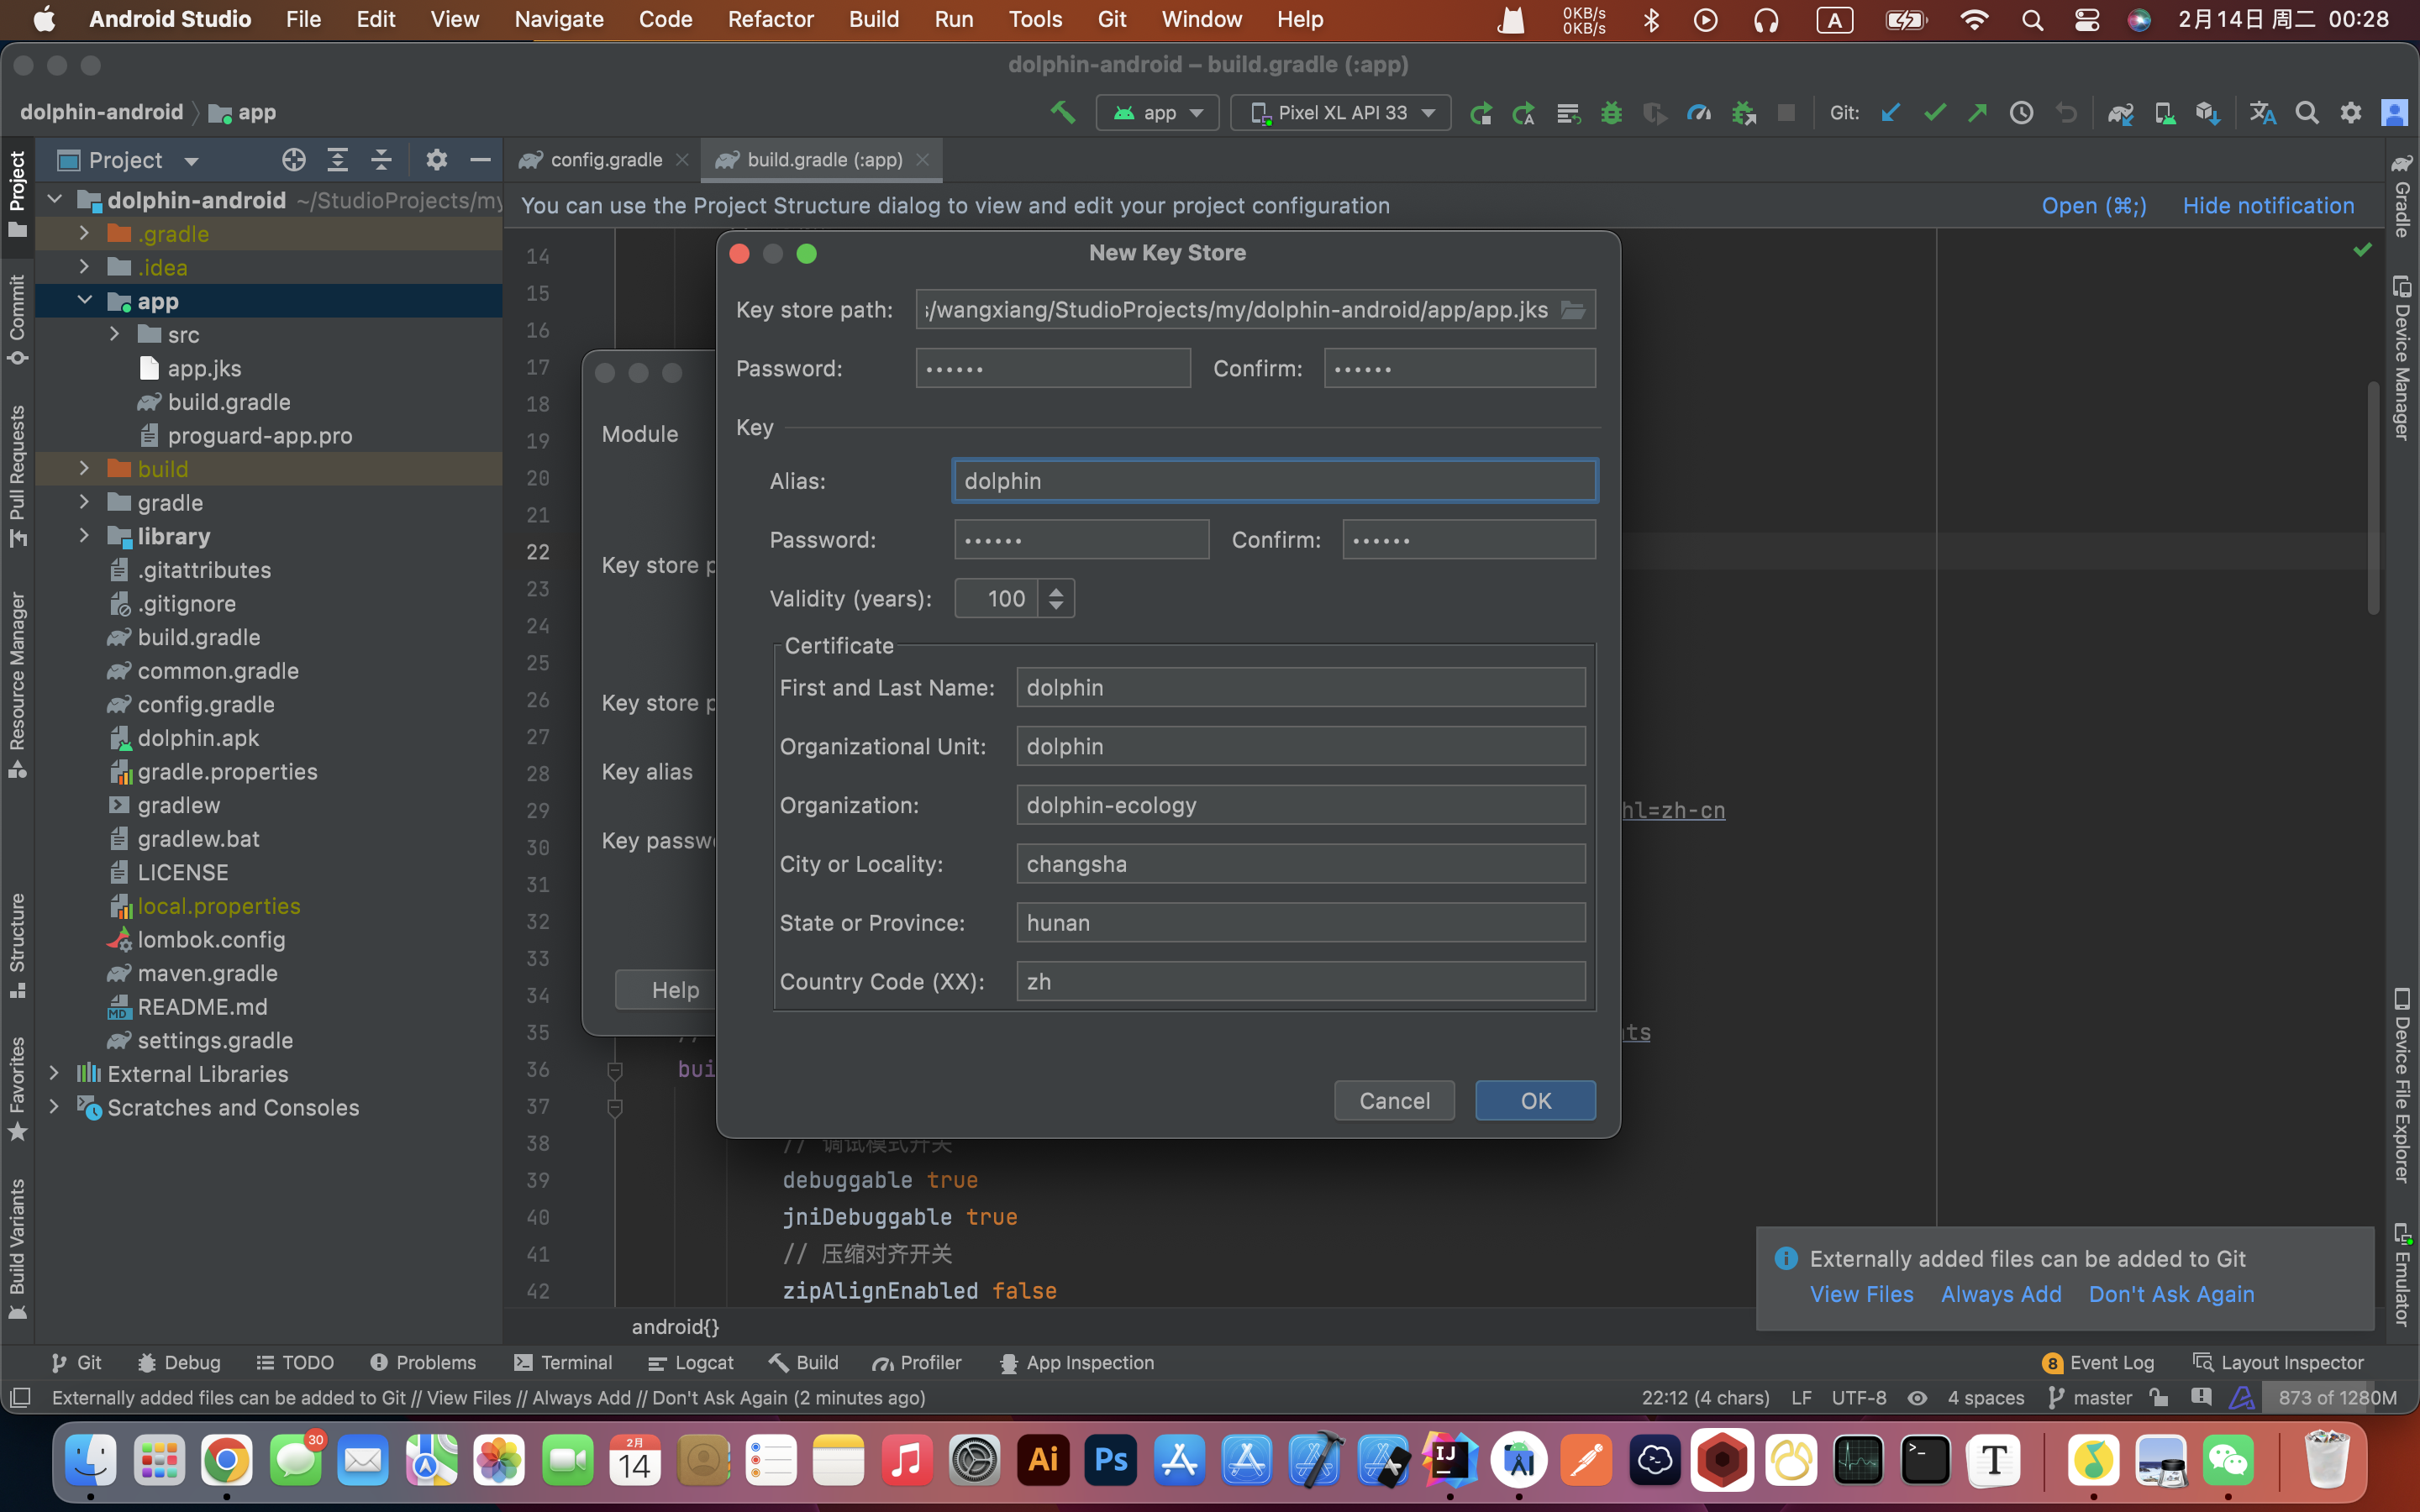 Android Studio File Edit View Navigate Code Refactor Build Run Tools Git Window Help 0KB/s 0KB/s A 2月14日 周二 00:28
dolphin-android – build.gradle (:app)
dolphin-android app app Pixel XL API 33 Git:
Project config.gradle build.gradle (:app)
You can use the Project Structure dialog to view and edit your project configuration Open (⌘;) Hide notification
Project
Commit
Pull Requests
Resource Manager
Structure
Favorites
Build Variants
dolphin-android ~/StudioProjects/my
.gradle
.idea
app
src
app.jks
build.gradle
proguard-app.pro
build
gradle
library
.gitattributes
.gitignore
build.gradle
common.gradle
config.gradle
dolphin.apk
gradle.properties
gradlew
gradlew.bat
LICENSE
local.properties
lombok.config
maven.gradle
README.md
settings.gradle
External Libraries
Scratches and Consoles
14
15
16
17
18
19
20
21
22
23
24
25
26
27
28
29
30
31
32
33
34
35
36
37
38
39
40
41
42
Module
Key store p
Key store p
Key alias
Key passw
Help
New Key Store
Key store path: /wangxiang/StudioProjects/my/dolphin-android/app/app.jks
Password: •••••• Confirm: ••••••
Key
Alias: dolphin
Password: •••••• Confirm: ••••••
Validity (years): 100
Certificate
First and Last Name: dolphin
Organizational Unit: dolphin
Organization: dolphin-ecology
City or Locality: changsha
State or Province: hunan
Country Code (XX): zh
Cancel OK
hl=zh-cn
nts
//
bui
// 调试模式开关
debuggable true
jniDebuggable true
// 压缩对齐开关
zipAlignEnabled false
android{}
Externally added files can be added to Git
View Files Always Add Don't Ask Again
Gradle
Device Manager
Device File Explorer
Emulator
Git Debug TODO Problems Terminal Logcat Build Profiler App Inspection 8 Event Log Layout Inspector
Externally added files can be added to Git // View Files // Always Add // Don't Ask Again (2 minutes ago) 22:12 (4 chars) LF UTF-8 4 spaces master 873 of 1280M
30 2月 14 Ai Ps IJ T